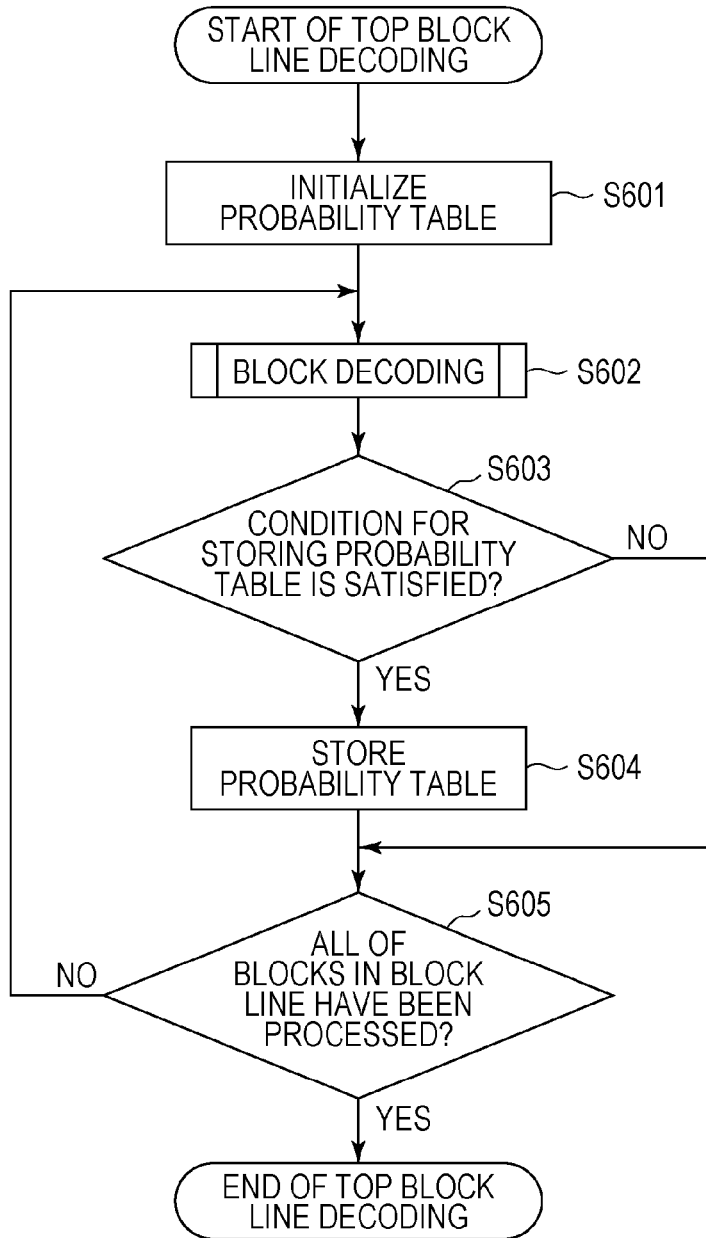 START OF TOP BLOCK
LINE DECODING
INITIALIZE
PROBABILITY TABLE
S601
BLOCK DECODING
S602
S603
CONDITION FOR
STORING PROBABILITY
TABLE IS SATISFIED?
NO
YES
STORE
PROBABILITY TABLE
S604
S605
ALL OF
BLOCKS IN BLOCK
LINE HAVE BEEN
PROCESSED?
NO
YES
END OF TOP BLOCK
LINE DECODING